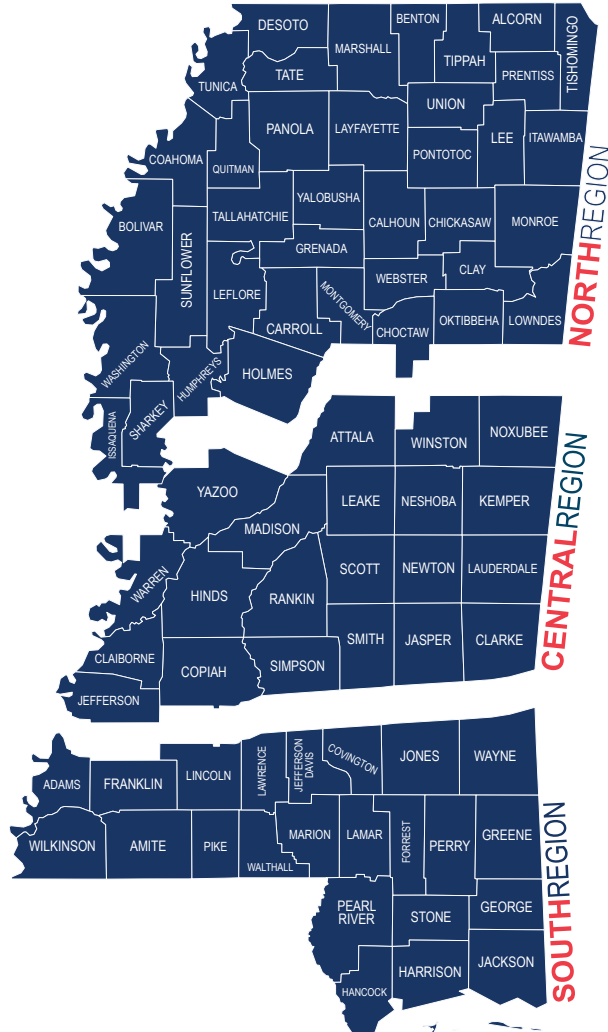 DESOTO
BENTON
ALCORN
TISHOMINGO
MARSHALL
TIPPAH
PRENTISS
TATE
TUNICA
UNION
PANOLA
LAYFAYETTE
LEE
ITAWAMBA
COAHOMA
QUITMAN
PONTOTOC
YALOBUSHA
TALLAHATCHIE
BOLIVAR
CALHOUN
CHICKASAW
MONROE
SUNFLOWER
GRENADA
CLAY
WEBSTER
LEFLORE
MONTGOMERY
CARROLL
CHOCTAW
OKTIBBEHA
LOWNDES
NORTHREGION
WASHINGTON
HUMPHREYS
HOLMES
SHARKEY
ISSAQUENA
ATTALA
WINSTON
NOXUBEE
YAZOO
LEAKE
NESHOBA
KEMPER
MADISON
SCOTT
NEWTON
LAUDERDALE
WARREN
HINDS
RANKIN
SMITH
JASPER
CLARKE
CLAIBORNE
COPIAH
SIMPSON
JEFFERSON
CENTRALREGION
ADAMS
FRANKLIN
LINCOLN
LAWRENCE
JEFFERSON
DAVIS
COVINGTON
JONES
WAYNE
WILKINSON
AMITE
PIKE
WALTHALL
MARION
LAMAR
FORREST
PERRY
GREENE
PEARL
RIVER
STONE
GEORGE
HANCOCK
HARRISON
JACKSON
SOUTHREGION